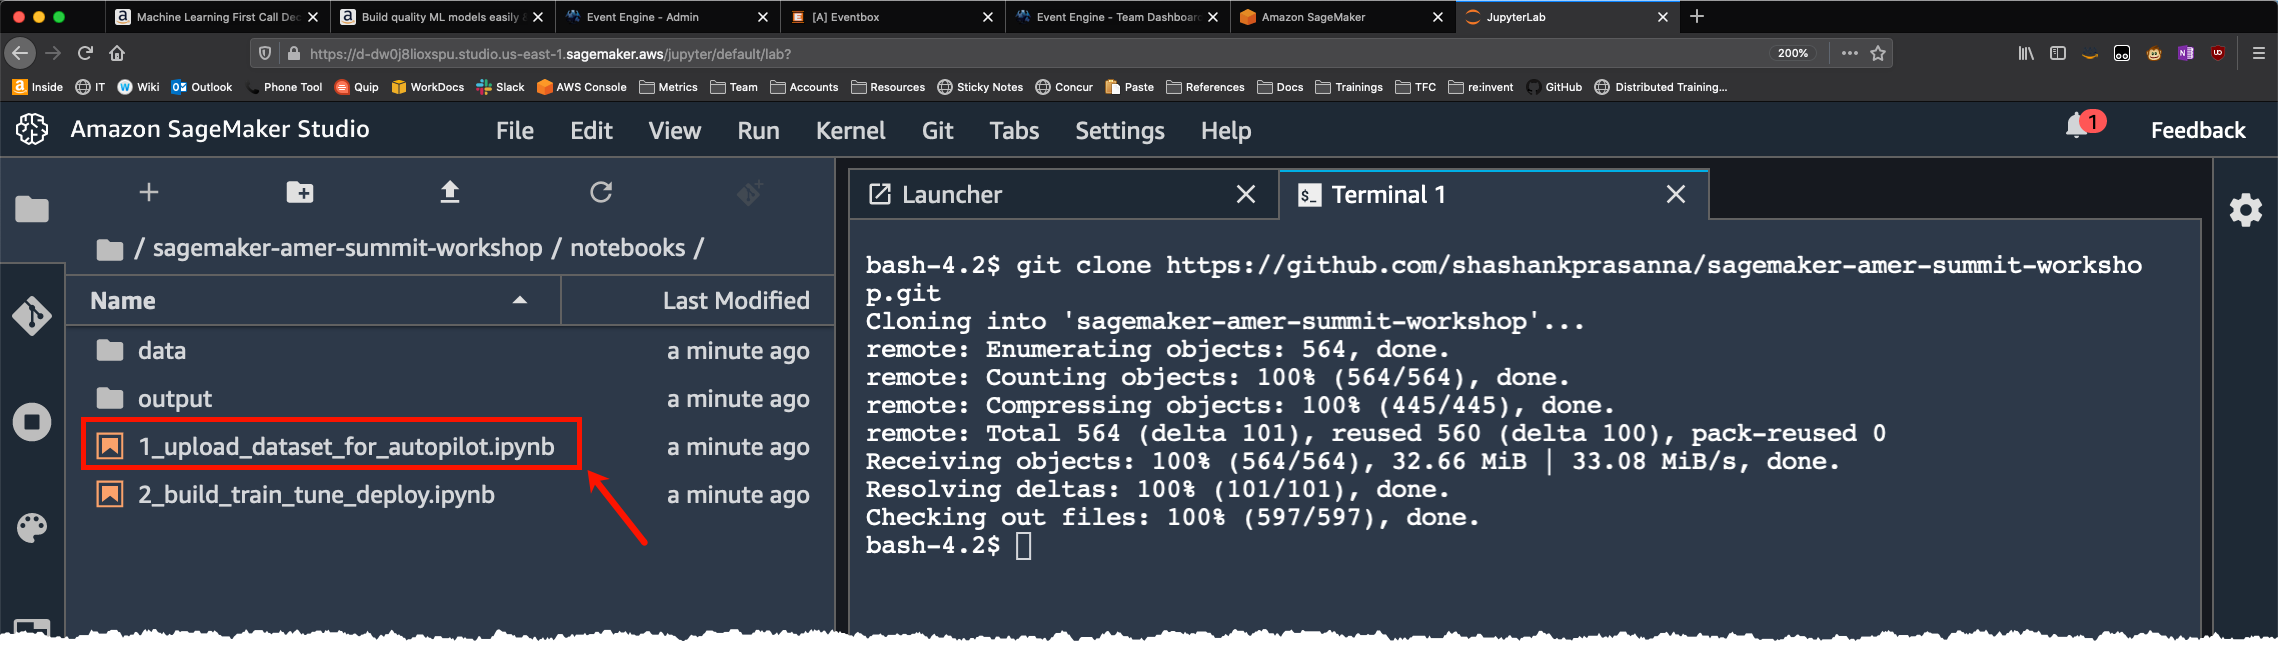 Machine Learning First Call Dec
Build quality ML models easily
Event Engine - Admin
[A] Eventbox
Event Engine - Team Dashboard
Amazon SageMaker
JupyterLab
https://d-dw0j8lioxspu.studio.us-east-1.sagemaker.aws/jupyter/default/lab?
200%
Inside IT Wiki Outlook Phone Tool Quip WorkDocs Slack AWS Console Metrics Team Accounts Resources Sticky Notes Concur Paste References Docs Trainings TFC re:invent GitHub Distributed Training...
Amazon SageMaker Studio
File Edit View Run Kernel Git Tabs Settings Help
1
Feedback
/ sagemaker-amer-summit-workshop / notebooks /
Name Last Modified
data a minute ago
output a minute ago
1_upload_dataset_for_autopilot.ipynb a minute ago
2_build_train_tune_deploy.ipynb a minute ago
Launcher
$_ Terminal 1
bash-4.2$ git clone https://github.com/shashankprasanna/sagemaker-amer-summit-worksho
p.git
Cloning into 'sagemaker-amer-summit-workshop'...
remote: Enumerating objects: 564, done.
remote: Counting objects: 100% (564/564), done.
remote: Compressing objects: 100% (445/445), done.
remote: Total 564 (delta 101), reused 560 (delta 100), pack-reused 0
Receiving objects: 100% (564/564), 32.66 MiB | 33.08 MiB/s, done.
Resolving deltas: 100% (101/101), done.
Checking out files: 100% (597/597), done.
bash-4.2$